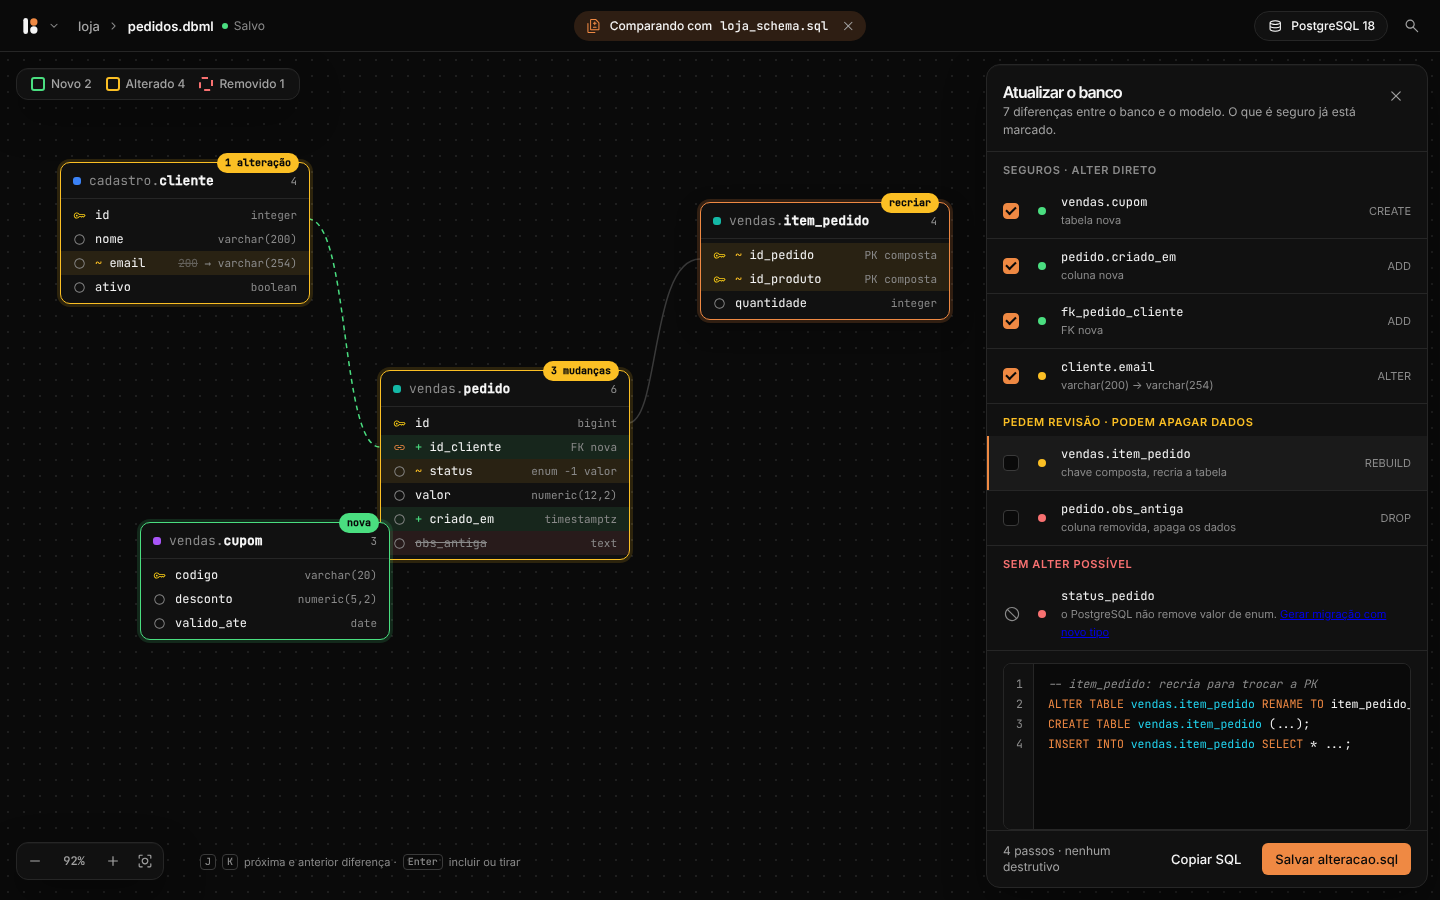 loja > pedidos.dbml Salvo
Comparando com loja_schema.sql
PostgreSQL 18
Novo 2 Alterado 4 Removido 1
1 alteração
cadastro.cliente 4
id integer
nome varchar(200)
~ email 200 → varchar(254)
ativo boolean
recriar
vendas.item_pedido 4
~ id_pedido PK composta
~ id_produto PK composta
quantidade integer
3 mudanças
vendas.pedido 6
id bigint
+ id_cliente FK nova
~ status enum -1 valor
valor numeric(12,2)
+ criado_em timestamptz
obs_antiga text
nova
vendas.cupom 3
codigo varchar(20)
desconto numeric(5,2)
valido_ate date
92%
J K próxima e anterior diferença · Enter incluir ou tirar
Atualizar o banco
7 diferenças entre o banco e o modelo. O que é seguro já está
marcado.
SEGUROS · ALTER DIRETO
vendas.cupom
tabela nova
CREATE
pedido.criado_em
coluna nova
ADD
fk_pedido_cliente
FK nova
ADD
cliente.email
varchar(200) → varchar(254)
ALTER
PEDEM REVISÃO · PODEM APAGAR DADOS
vendas.item_pedido
chave composta, recria a tabela
REBUILD
pedido.obs_antiga
coluna removida, apaga os dados
DROP
SEM ALTER POSSÍVEL
status_pedido
o PostgreSQL não remove valor de enum. Gerar migração com
novo tipo
1 -- item_pedido: recria para trocar a PK
2 ALTER TABLE vendas.item_pedido RENAME TO item_pedido_
3 CREATE TABLE vendas.item_pedido (...);
4 INSERT INTO vendas.item_pedido SELECT * ...;
4 passos · nenhum
destrutivo
Copiar SQL
Salvar alteracao.sql